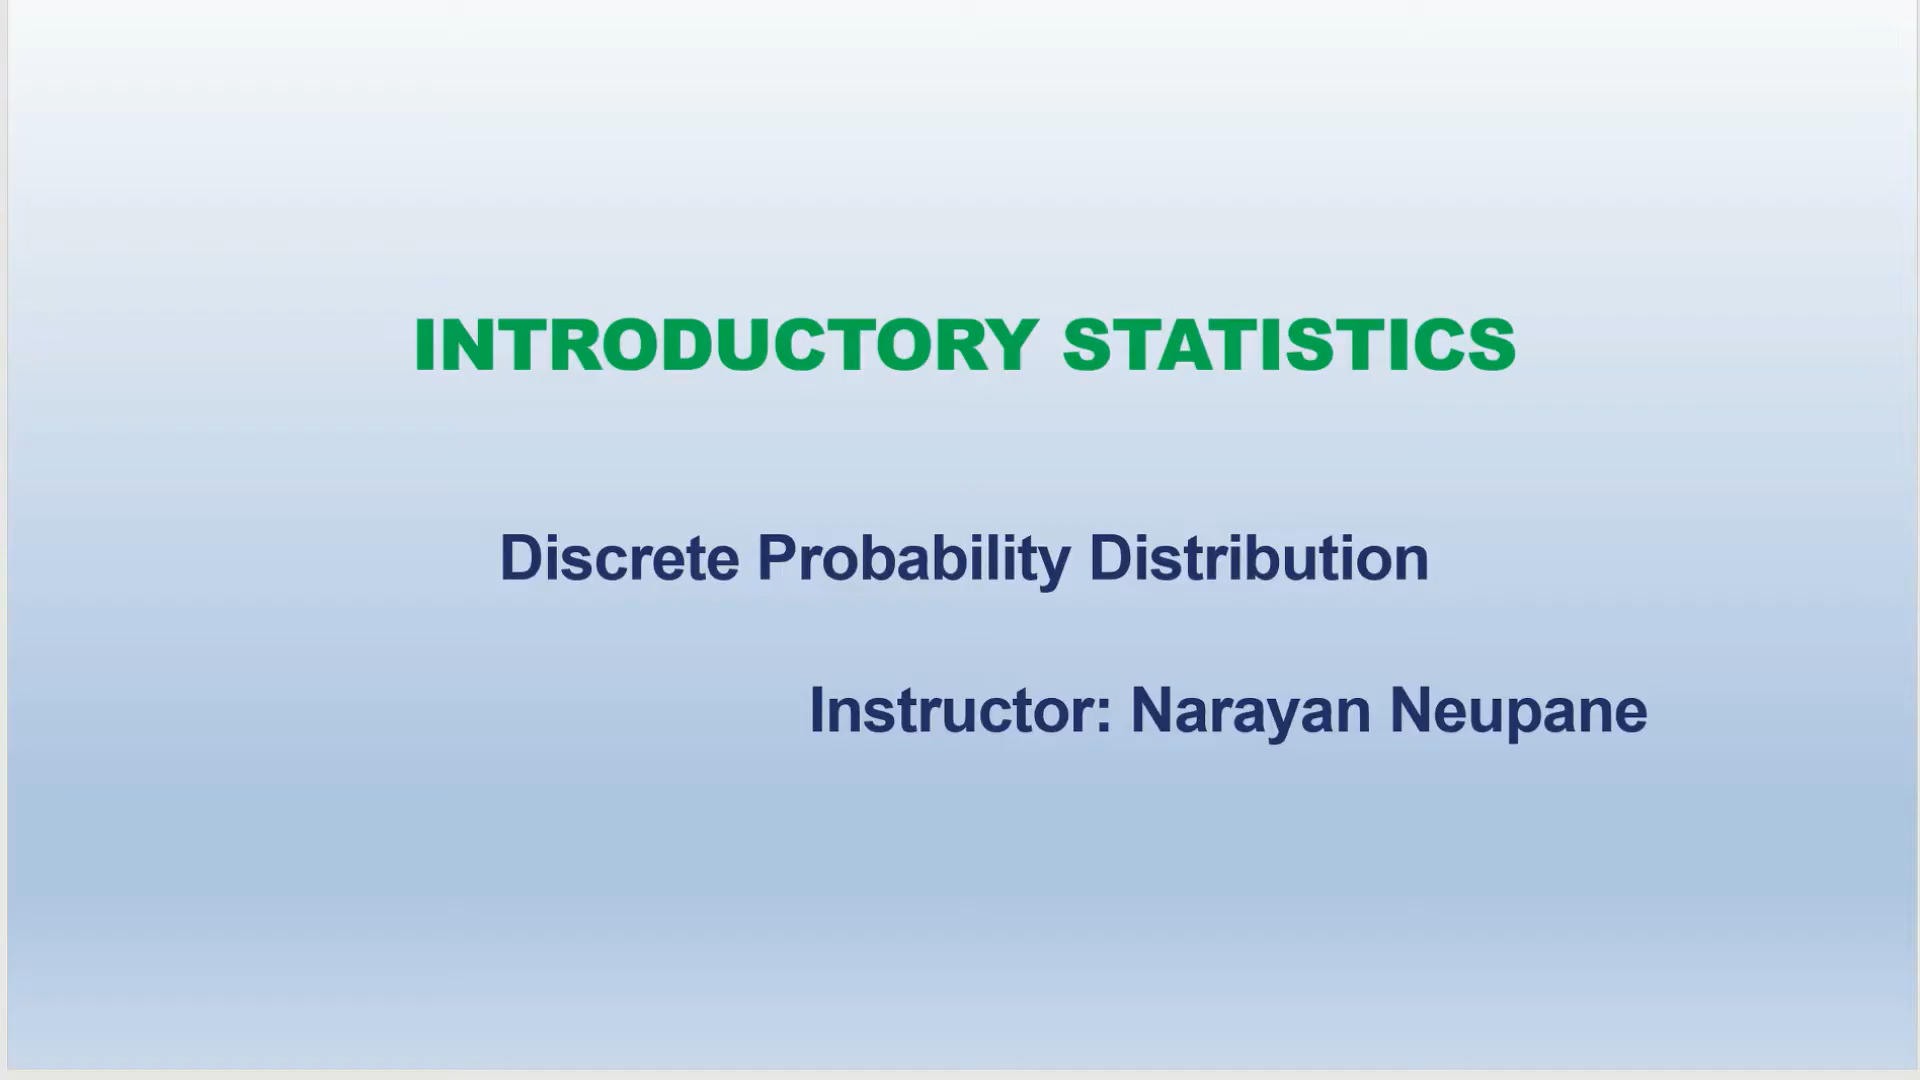 INTRODUCTORY STATISTICS
Discrete Probability Distribution
Instructor: Narayan Neupane